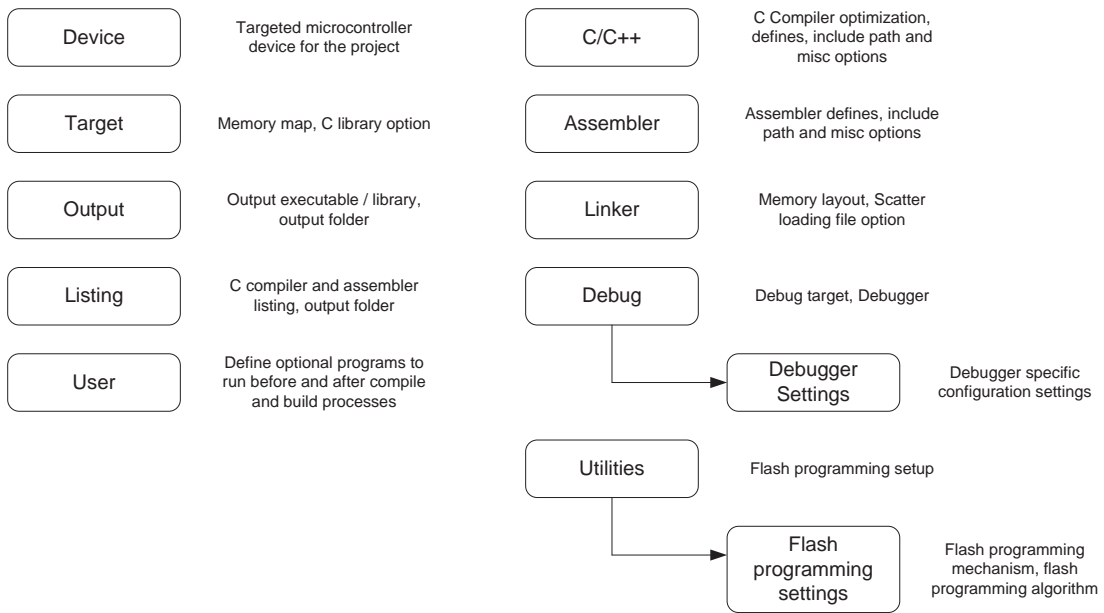 Device
Targeted microcontroller
device for the project
Target
Memory map, C library option
Output
Output executable / library,
output folder
Listing
C compiler and assembler
listing, output folder
User
Define optional programs to
run before and after compile
and build processes
C/C++
C Compiler optimization,
defines, include path and
misc options
Assembler
Assembler defines, include
path and misc options
Linker
Memory layout, Scatter
loading file option
Debug
Debug target, Debugger
Debugger
Settings
Debugger specific
configuration settings
Utilities
Flash programming setup
Flash
programming
settings
Flash programming
mechanism, flash
programming algorithm